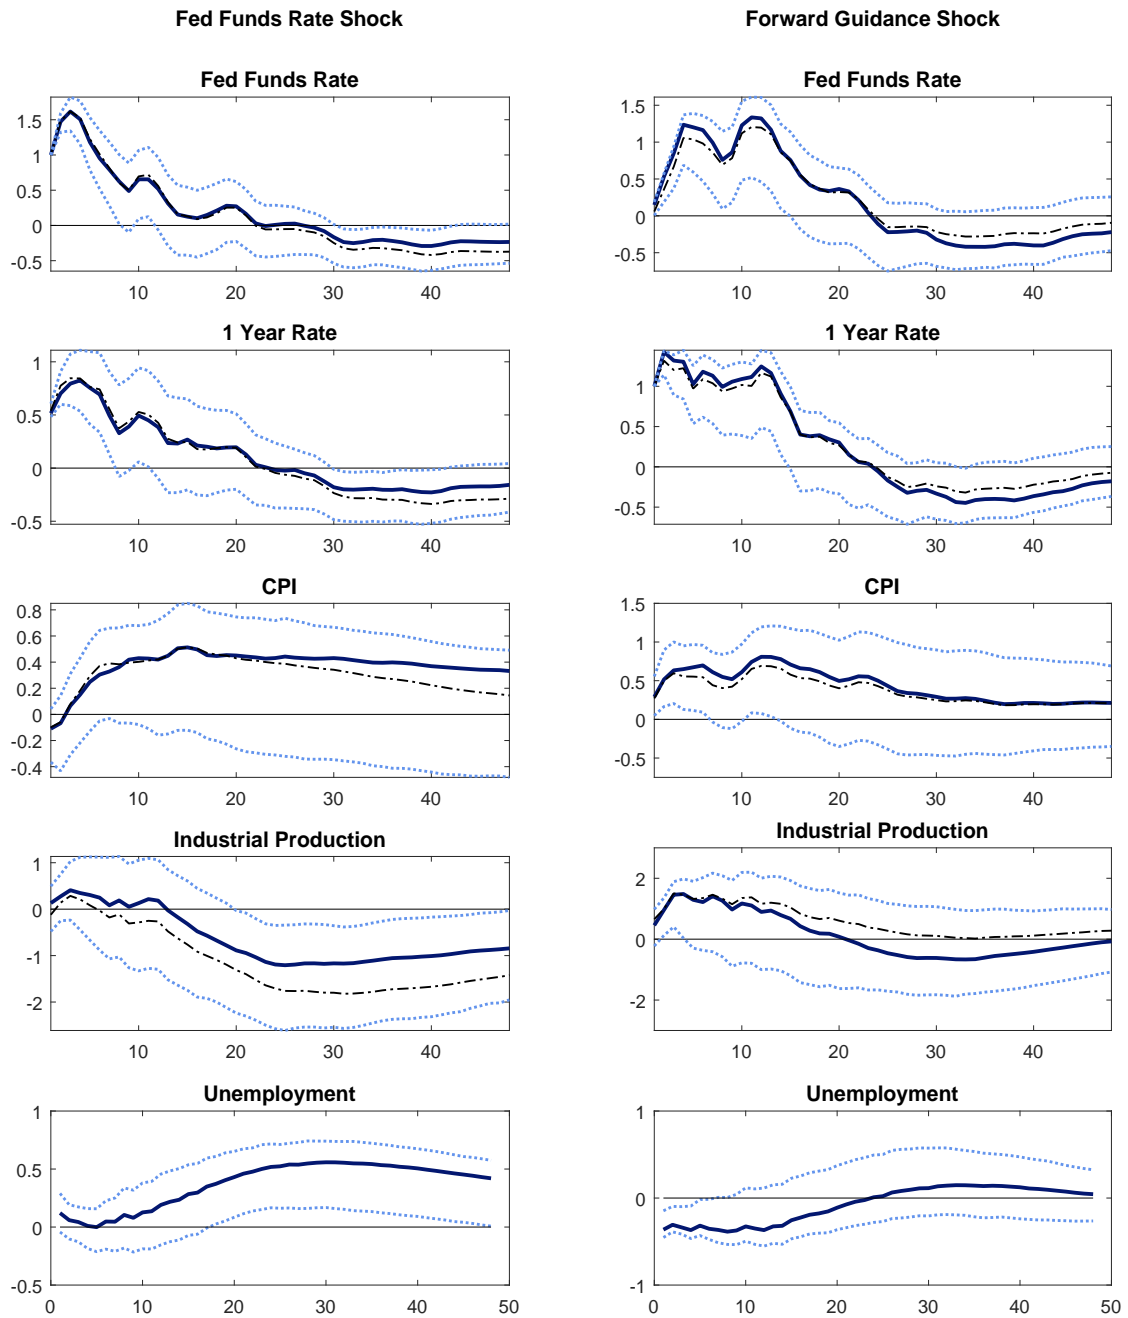 Fed Funds Rate Shock
Forward Guidance Shock
Fed Funds Rate
1.5
1
0.5
0
-0.5
10 20 30 40
Fed Funds Rate
1.5
1
0.5
0
-0.5
10 20 30 40
1 Year Rate
1
0.5
0
-0.5
10 20 30 40
1 Year Rate
1
0.5
0
-0.5
10 20 30 40
CPI
0.8
0.6
0.4
0.2
0
-0.2
-0.4
10 20 30 40
CPI
1.5
1
0.5
0
-0.5
10 20 30 40
Industrial Production
1
0
-1
-2
10 20 30 40
Industrial Production
2
0
-2
10 20 30 40
Unemployment
1
0.5
0
-0.5
0 10 20 30 40 50
Unemployment
1
0
-1
0 10 20 30 40 50